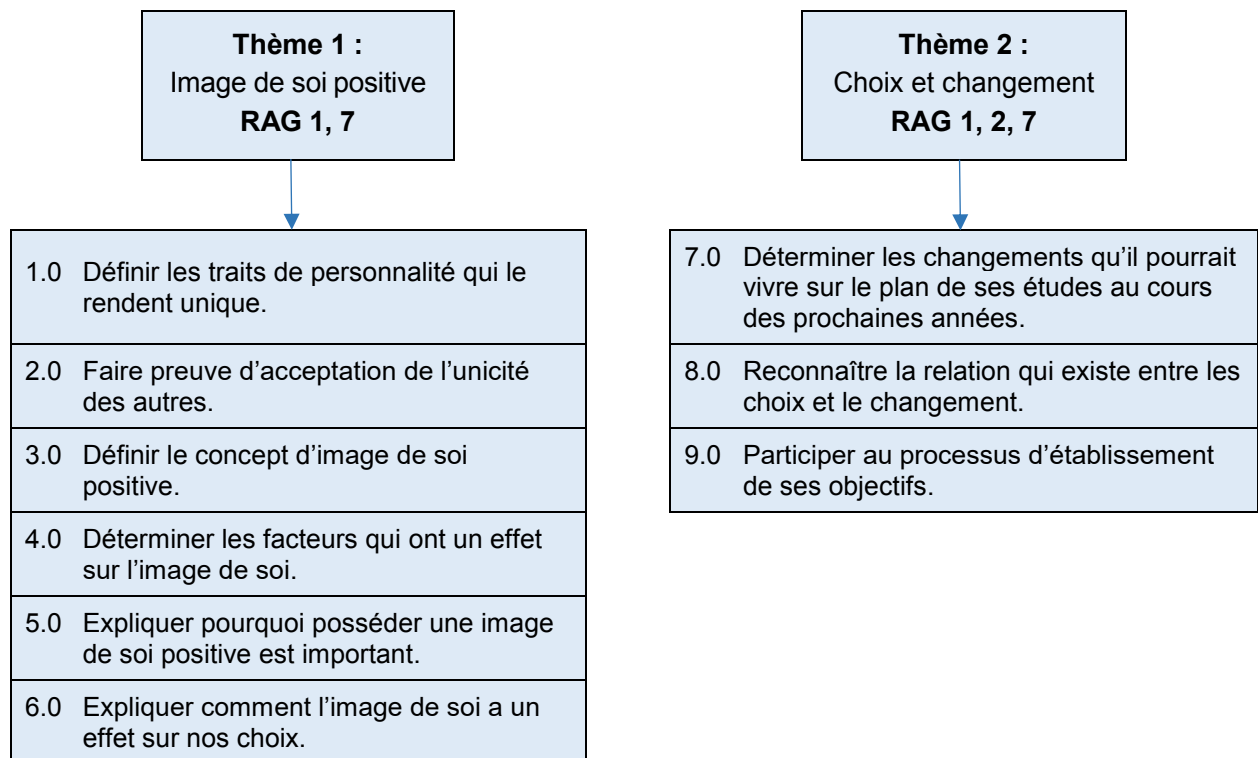 Thème 1 :
Image de soi positive
RAG 1, 7
1.0 Définir les traits de personnalité qui le
rendent unique.
2.0 Faire preuve d’acceptation de l’unicité
des autres.
3.0 Définir le concept d’image de soi
positive.
4.0 Déterminer les facteurs qui ont un effet
sur l’image de soi.
5.0 Expliquer pourquoi posséder une image
de soi positive est important.
6.0 Expliquer comment l’image de soi a un
effet sur nos choix.
Thème 2 :
Choix et changement
RAG 1, 2, 7
7.0 Déterminer les changements qu’il pourrait
vivre sur le plan de ses études au cours
des prochaines années.
8.0 Reconnaître la relation qui existe entre les
choix et le changement.
9.0 Participer au processus d’établissement
de ses objectifs.